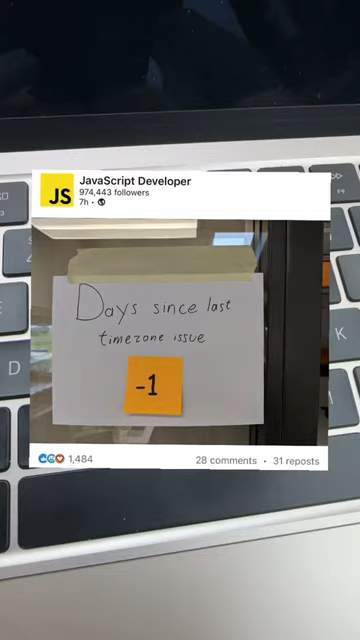 JS
JavaScript Developer
974,443 followers
7h •
Days since last
timezone issue
-1
1,484
28 comments • 31 reposts
D
K